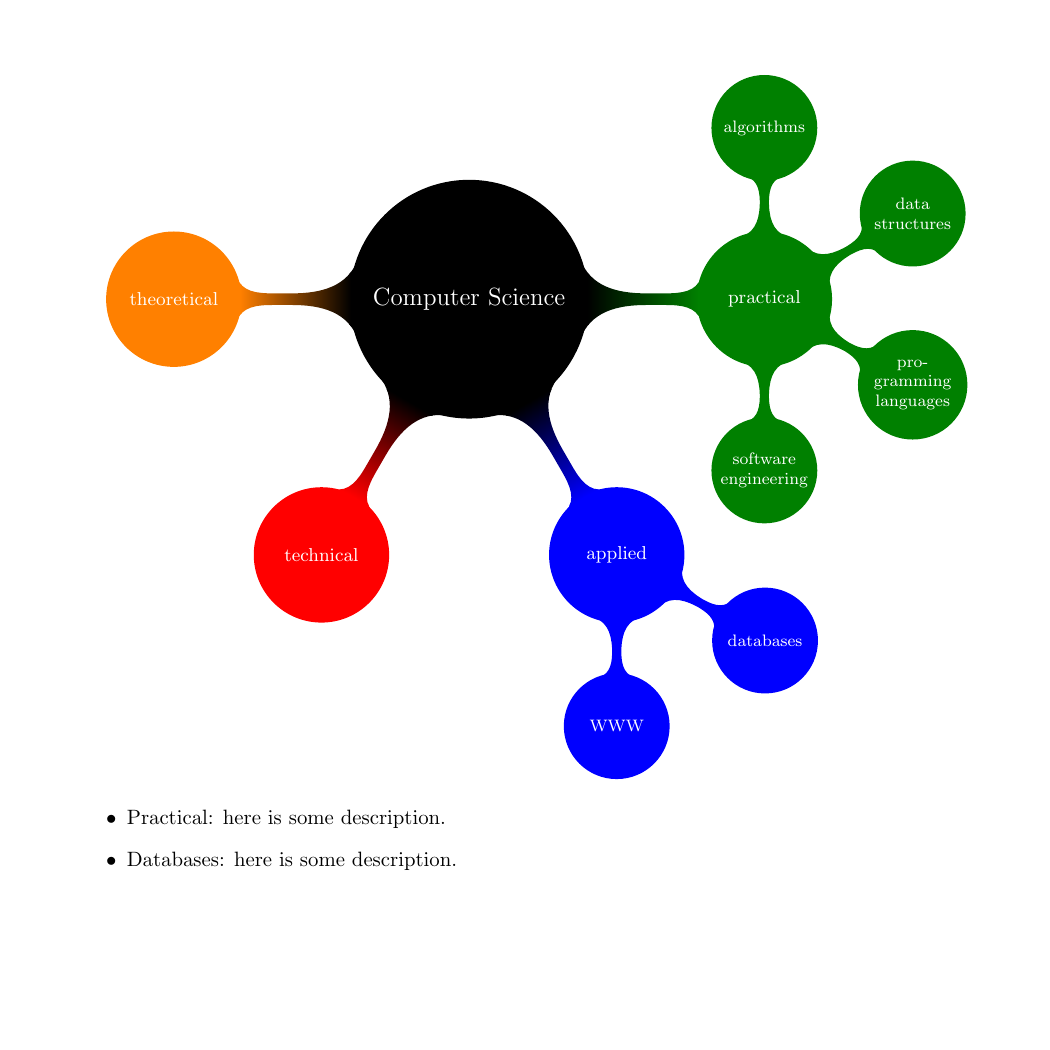 algorithms
data
structures
theoretical
Computer Science
practical
pro-
gramming
languages
software
engineering
technical
applied
databases
WWW
• Practical: here is some description.
• Databases: here is some description.